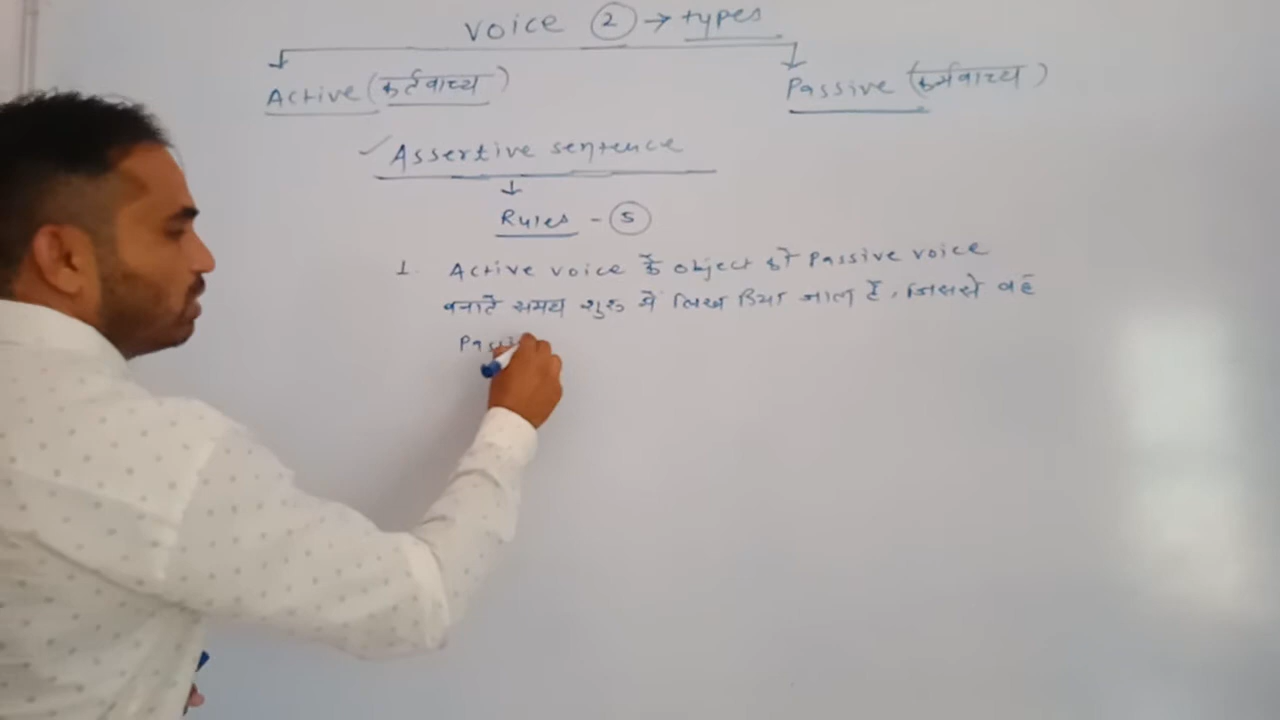 voice ② → types
Active (कर्तवाच्य) Passive (कर्मवाच्य)
Assertive sentence
Rules - ⑤
1. Active voice के object को Passive voice
बनाते समय शुरु में लिख दिया जाता है, जिससे वह